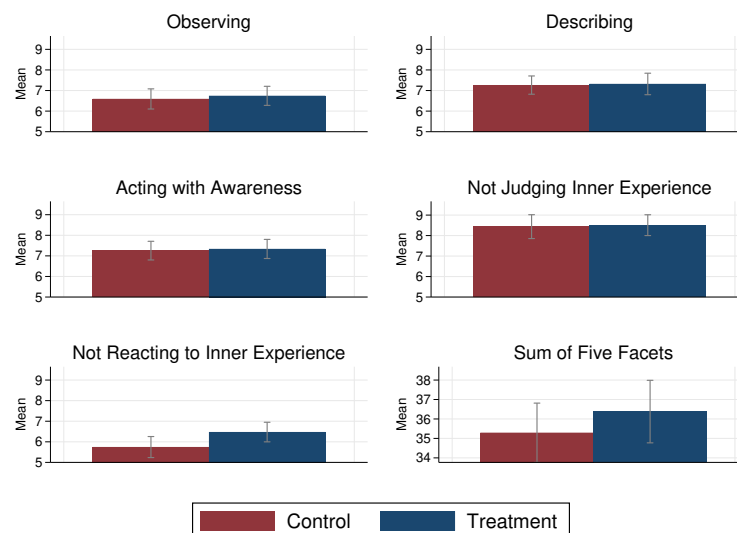 Observing
Describing
Mean
9
8
7
6
5
Mean
9
8
7
6
5
Acting with Awareness
Not Judging Inner Experience
Mean
9
8
7
6
5
Mean
9
8
7
6
5
Not Reacting to Inner Experience
Sum of Five Facets
Mean
9
8
7
6
5
Mean
38
37
36
35
34
Control
Treatment